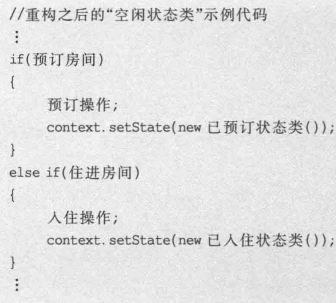 //重构之后的“空闲状态类”示例代码
⋮
if(预订房间)
{
预订操作;
context.setState(new 已预订状态类());
}
else if(住进房间)
{
入住操作;
context.setState(new 已入住状态类());
}
⋮